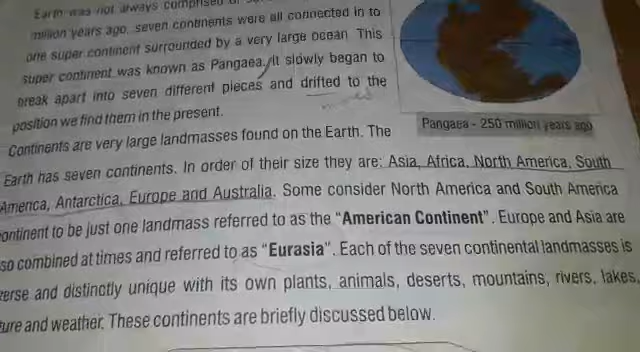 Earth was not always comprised of
million years ago, seven continents were all connected in to
one super continent surrounded by a very large ocean This
super continent was known as Pangaea. It slowly began to
break apart into seven different pieces and drifted to the
position we find them in the present.
Pangaea - 250 million years ago
Continents are very large landmasses found on the Earth. The
Earth has seven continents. In order of their size they are: Asia, Africa, North America, South
America, Antarctica, Europe and Australia. Some consider North America and South America
ontinent to be just one landmass referred to as the "American Continent". Europe and Asia are
so combined at times and referred to as "Eurasia". Each of the seven continental landmasses is
erse and distinctly unique with its own plants, animals, deserts, mountains, rivers, lakes,
ture and weather. These continents are briefly discussed below.